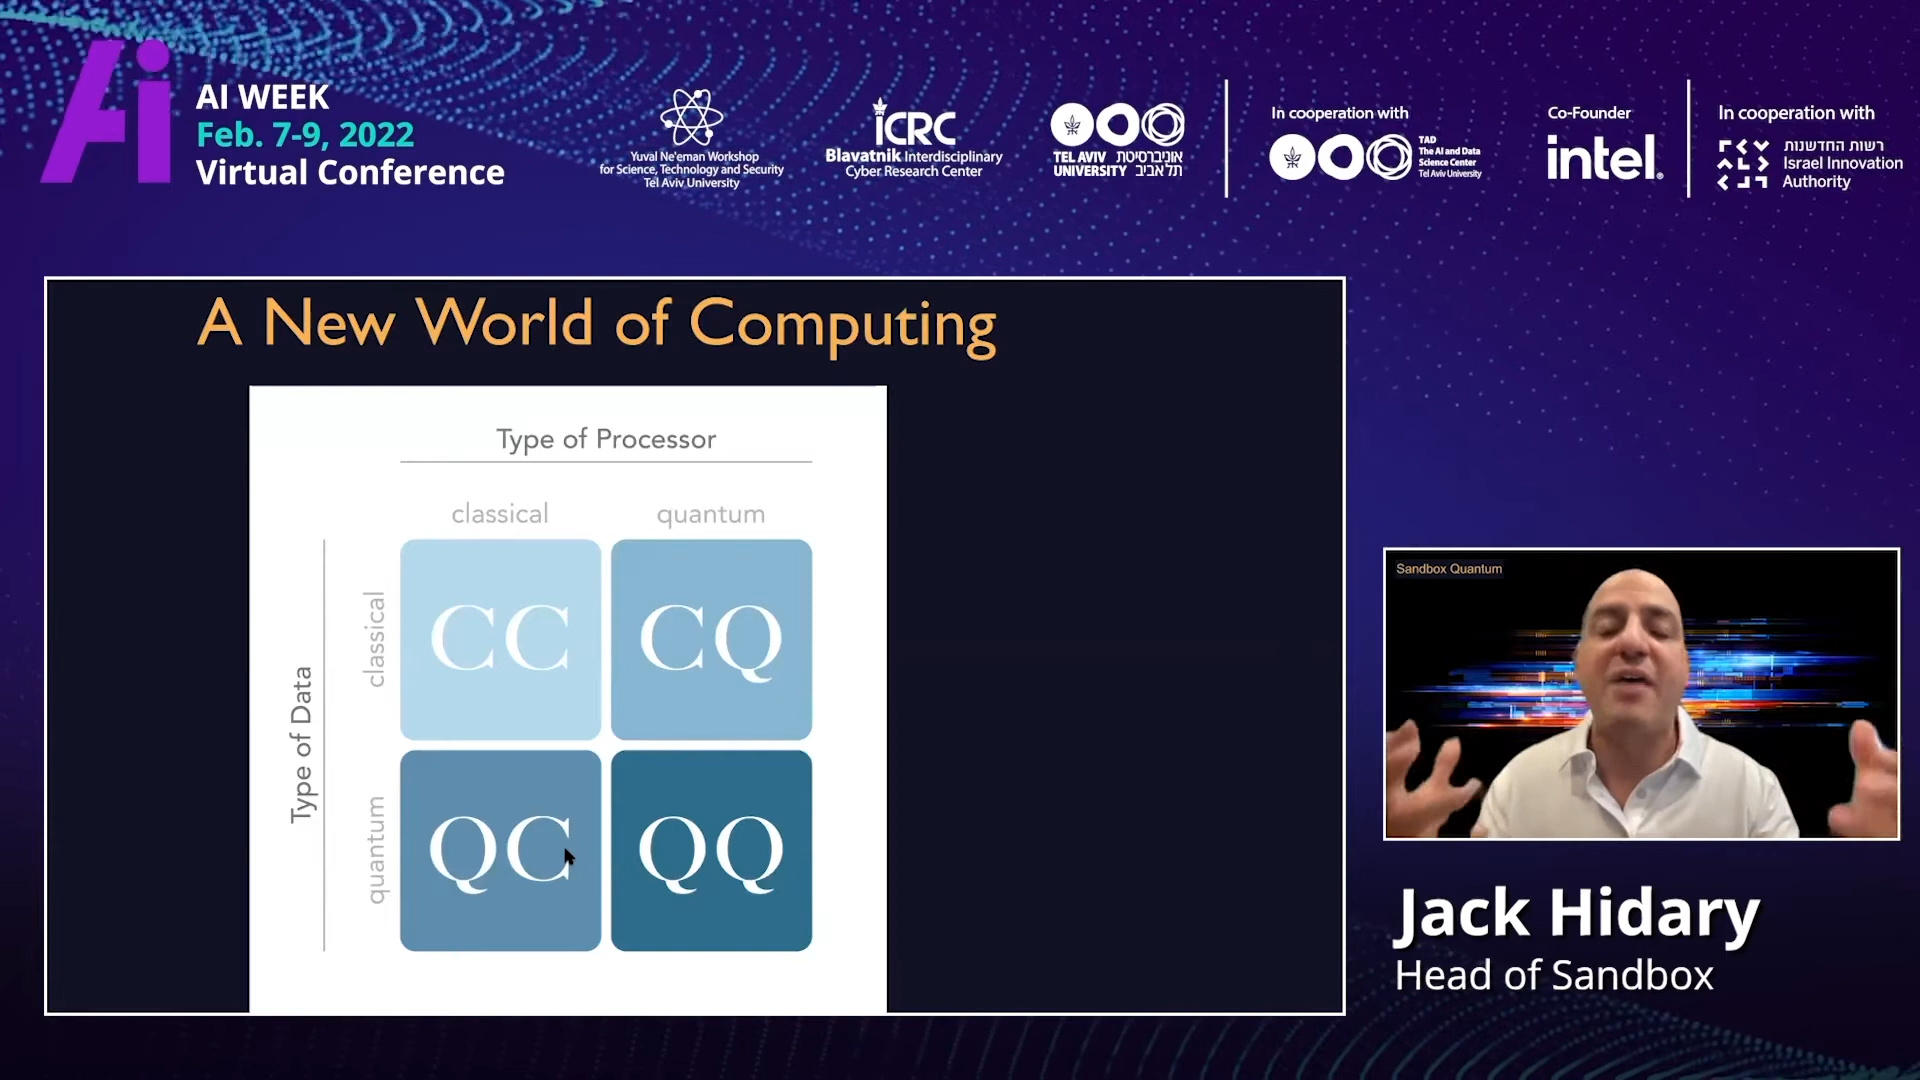 Ai
AI WEEK
Feb. 7-9, 2022
Virtual Conference
Yuval Ne'eman Workshop
for Science, Technology and Security
Tel Aviv University
iCRC
Blavatnik Interdisciplinary
Cyber Research Center
TEL AVIV אוניברסיטת
UNIVERSITY תל אביב
In cooperation with
TAD
The AI and Data
Science Center
Tel Aviv University
Co-Founder
intel.
In cooperation with
רשות החדשנות
Israel Innovation
Authority
A New World of Computing
Type of Processor
classical quantum
Type of Data
classical
CC CQ
quantum
QC QQ
Sandbox Quantum
Jack Hidary
Head of Sandbox